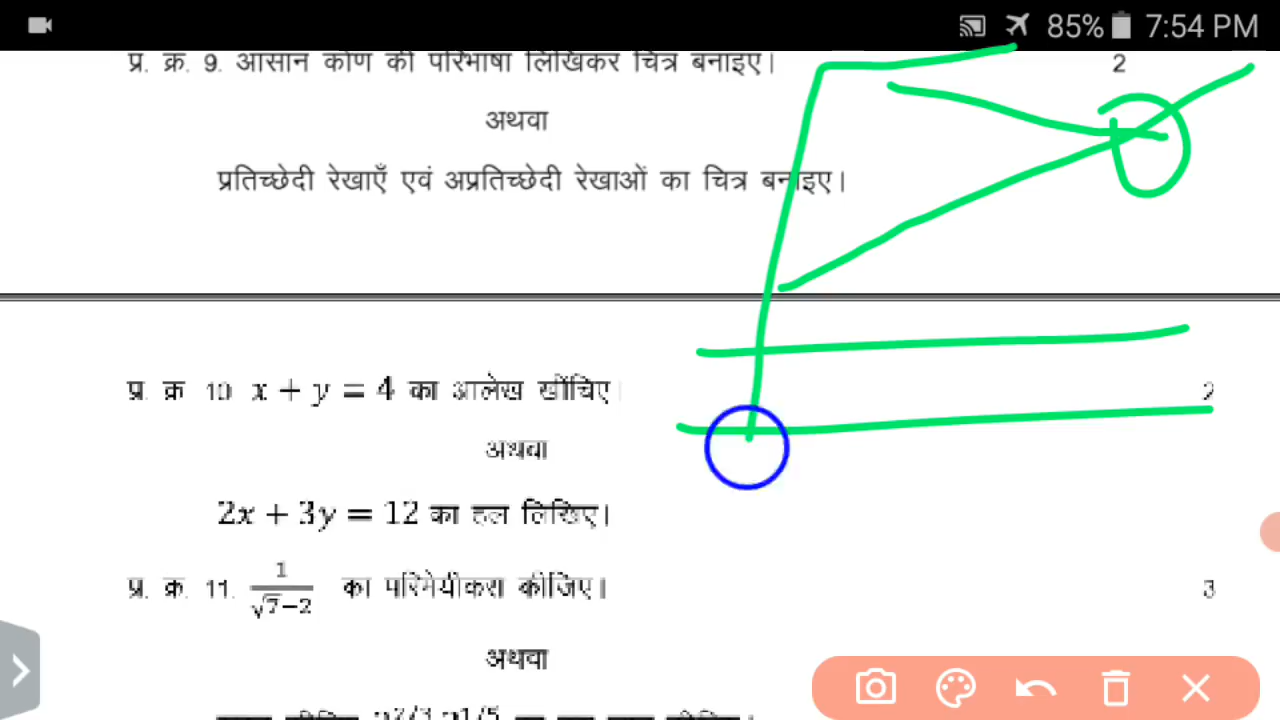 85% 7:54 PM
प्र. क्र. 9. आसान कोण की परिभाषा लिखिकर चित्र बनाइए। 2
अथवा
प्रतिच्छेदी रेखाएँ एवं अप्रतिच्छेदी रेखाओं का चित्र बनाइए।
प्र. क्र 10 x + y = 4 का आलेख खींचिए। 2
अथवा
2x + 3y = 12 का हल लिखिए।
प्र. क्र. 11. 1/√7−2 का परिमेयीकरा कीजिए। 3
अथवा